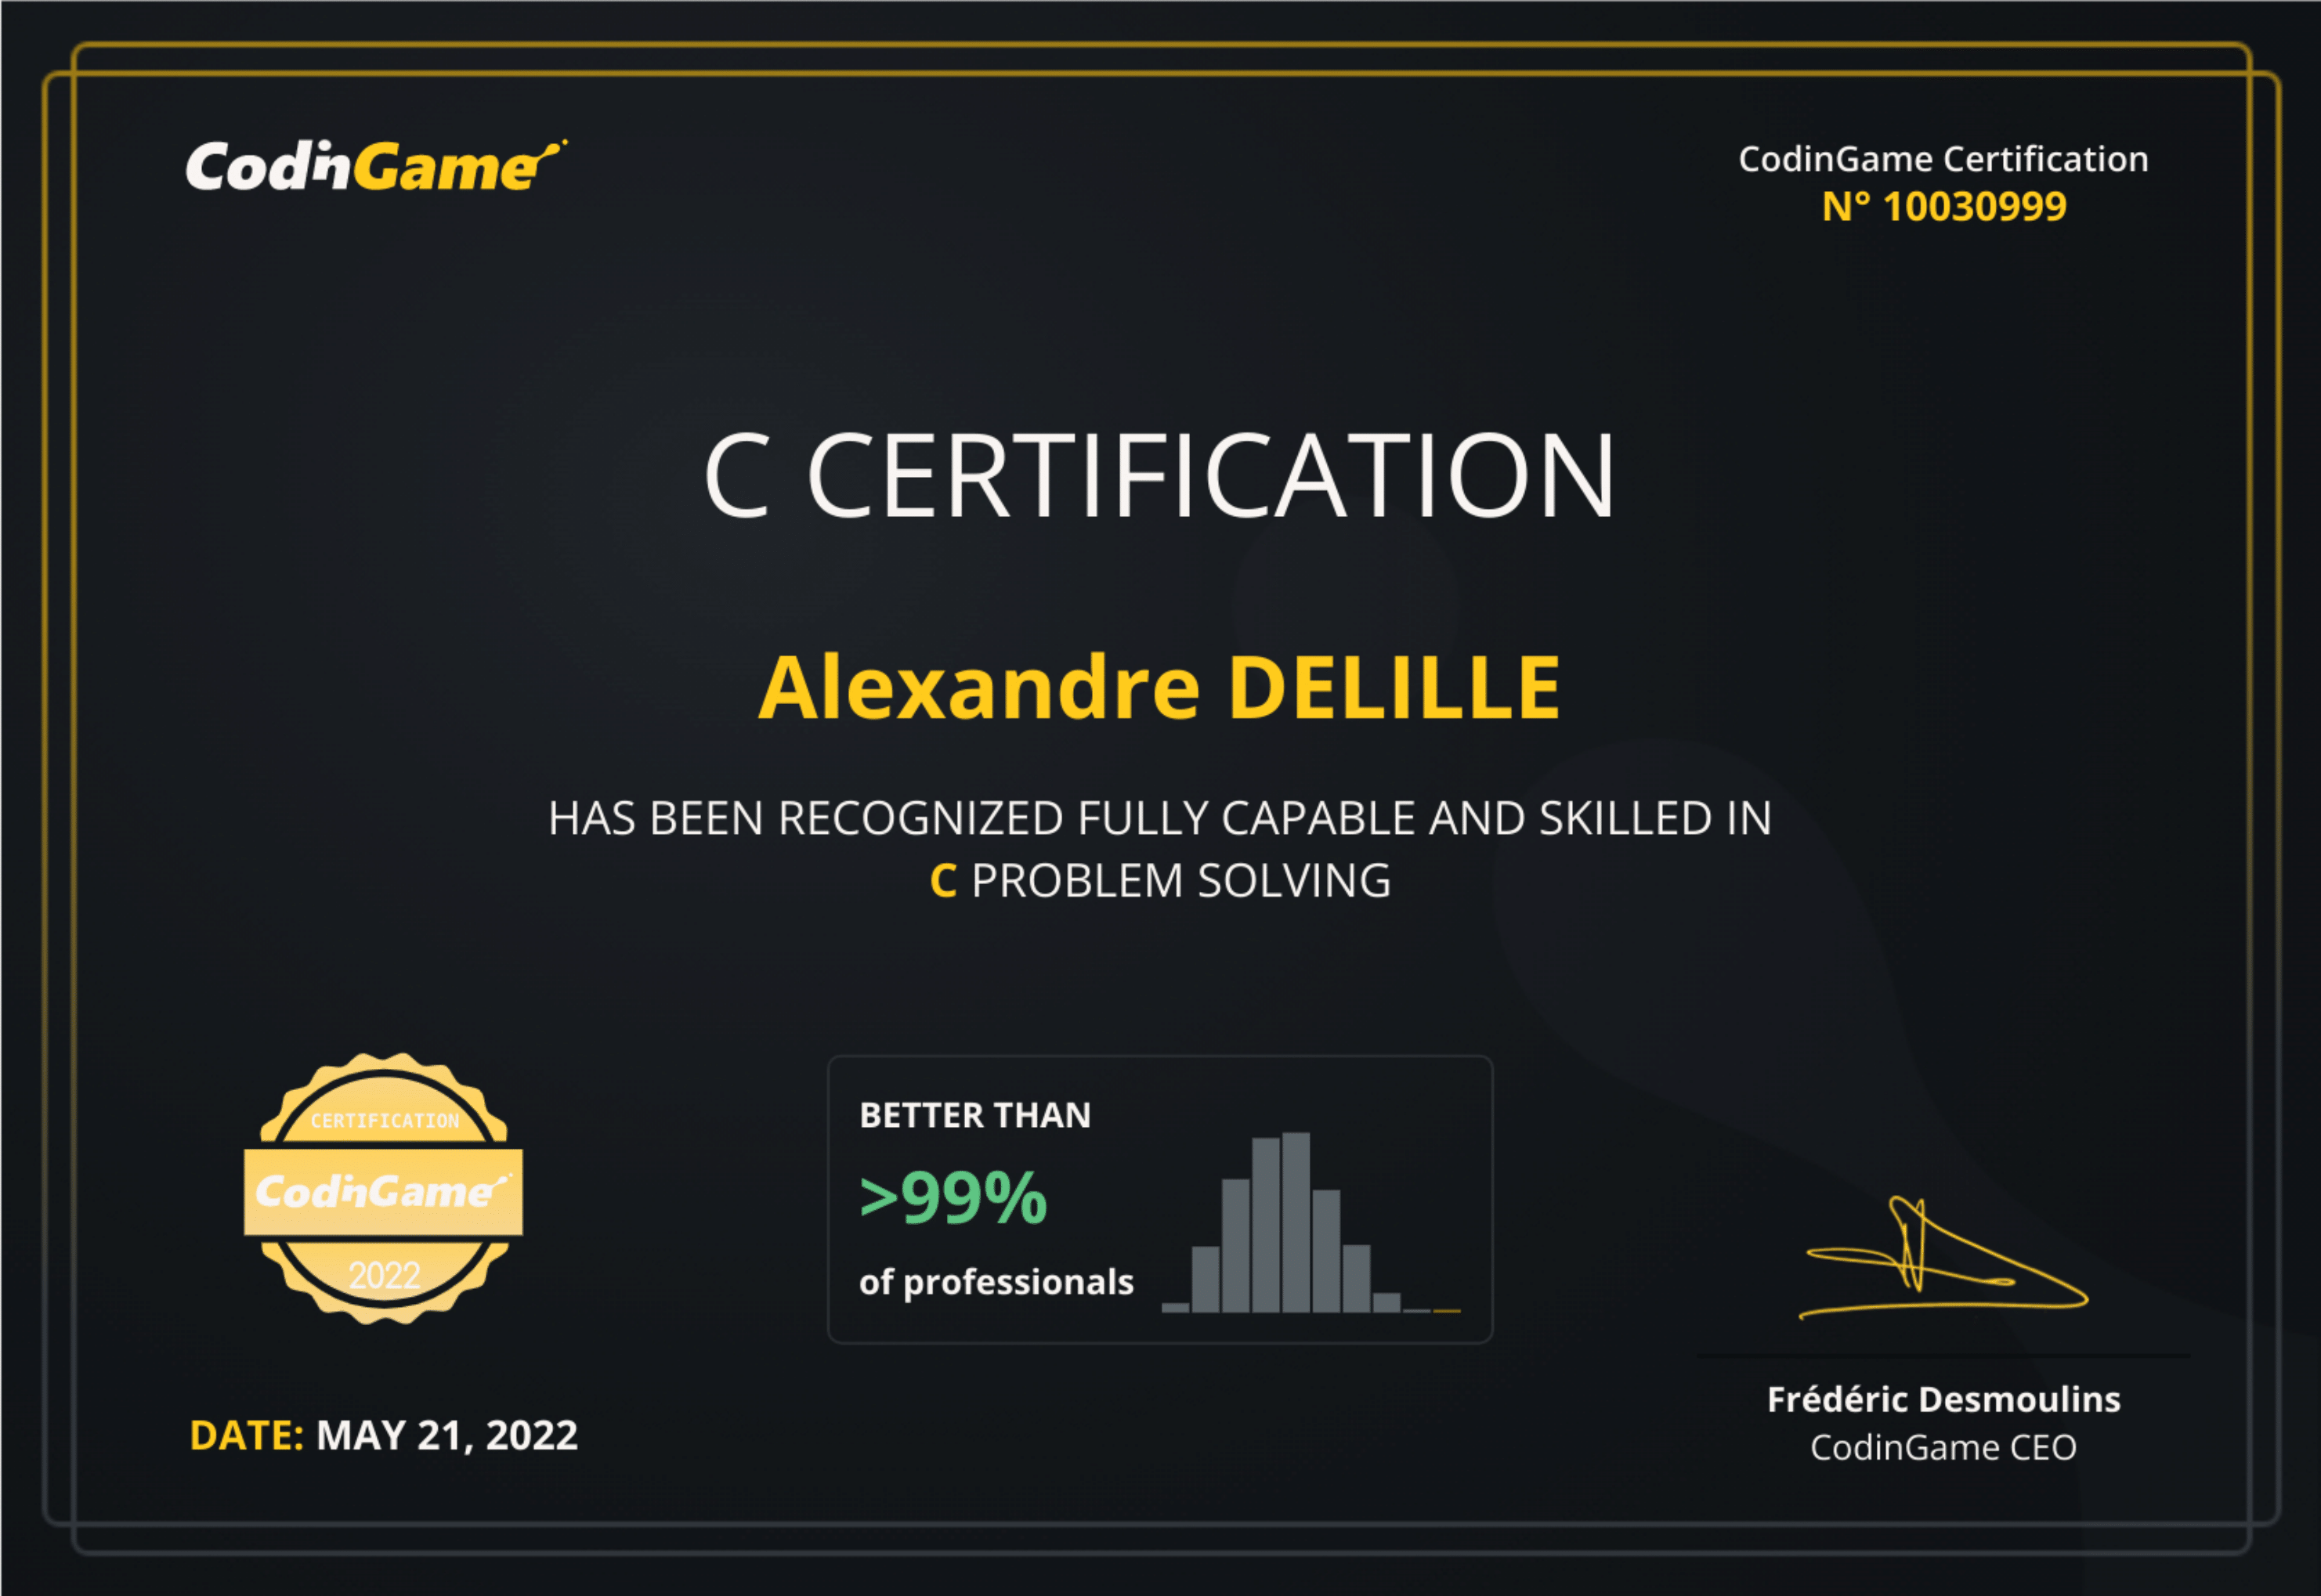 CodinGame
CodinGame Certification
N° 10030999
C CERTIFICATION
Alexandre DELILLE
HAS BEEN RECOGNIZED FULLY CAPABLE AND SKILLED IN
C PROBLEM SOLVING
CERTIFICATION
CodinGame
2022
BETTER THAN
>99%
of professionals
DATE: MAY 21, 2022
Frédéric Desmoulins
CodinGame CEO